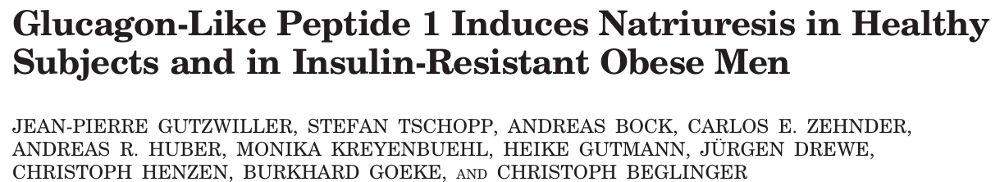 Glucagon-Like Peptide 1 Induces Natriuresis in Healthy
Subjects and in Insulin-Resistant Obese Men
JEAN-PIERRE GUTZWILLER, STEFAN TSCHOPP, ANDREAS BOCK, CARLOS E. ZEHNDER,
ANDREAS R. HUBER, MONIKA KREYENBUEHL, HEIKE GUTMANN, JÜRGEN DREWE,
CHRISTOPH HENZEN, BURKHARD GOEKE, AND CHRISTOPH BEGLINGER